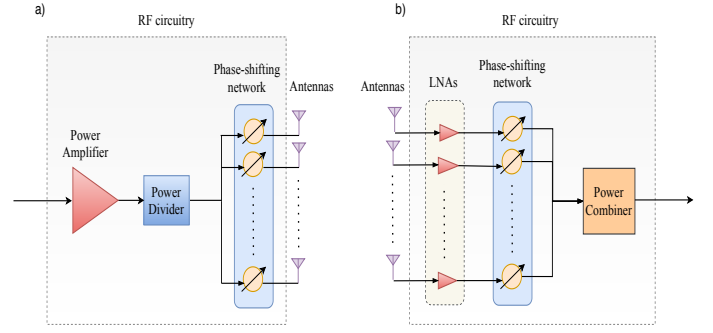 a)
RF circuitry
Phase-shifting
network
Antennas
Power
Amplifier
Power
Divider
b)
RF circuitry
Phase-shifting
network
LNAs
Antennas
Power
Combiner